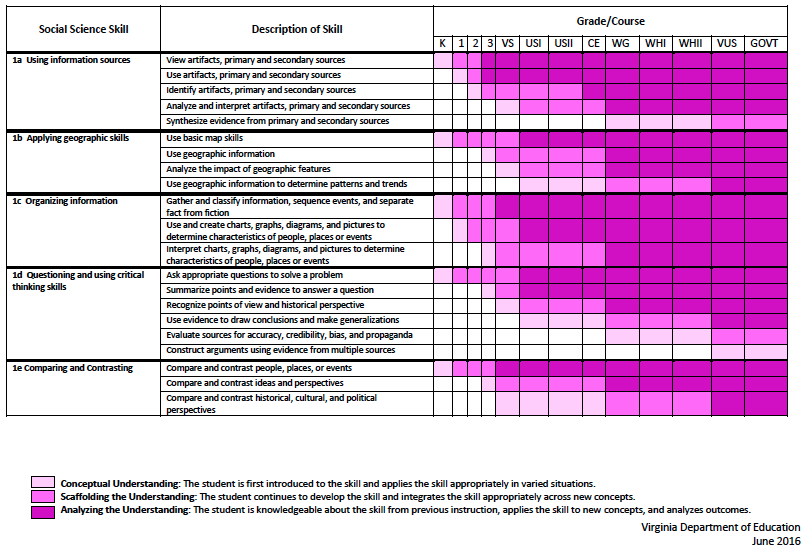 Social Science Skill
Description of Skill
Grade/Course
K 1 2 3 VS USI USII CE WG WHI WHII VUS GOVT
1a Using information sources
View artifacts, primary and secondary sources
Use artifacts, primary and secondary sources
Identify artifacts, primary and secondary sources
Analyze and interpret artifacts, primary and secondary sources
Synthesize evidence from primary and secondary sources
1b Applying geographic skills
Use basic map skills
Use geographic information
Analyze the impact of geographic features
Use geographic information to determine patterns and trends
1c Organizing information
Gather and classify information, sequence events, and separate
fact from fiction
Use and create charts, graphs, diagrams, and pictures to
determine characteristics of people, places or events
Interpret charts, graphs, diagrams, and pictures to determine
characteristics of people, places or events
1d Questioning and using critical
thinking skills
Ask appropriate questions to solve a problem
Summarize points and evidence to answer a question
Recognize points of view and historical perspective
Use evidence to draw conclusions and make generalizations
Evaluate sources for accuracy, credibility, bias, and propaganda
Construct arguments using evidence from multiple sources
1e Comparing and Contrasting
Compare and contrast people, places, or events
Compare and contrast ideas and perspectives
Compare and contrast historical, cultural, and political
perspectives
Conceptual Understanding: The student is first introduced to the skill and applies the skill appropriately in varied situations.
Scaffolding the Understanding: The student continues to develop the skill and integrates the skill appropriately across new concepts.
Analyzing the Understanding: The student is knowledgeable about the skill from previous instruction, applies the skill to new concepts, and analyzes outcomes.
Virginia Department of Education
June 2016